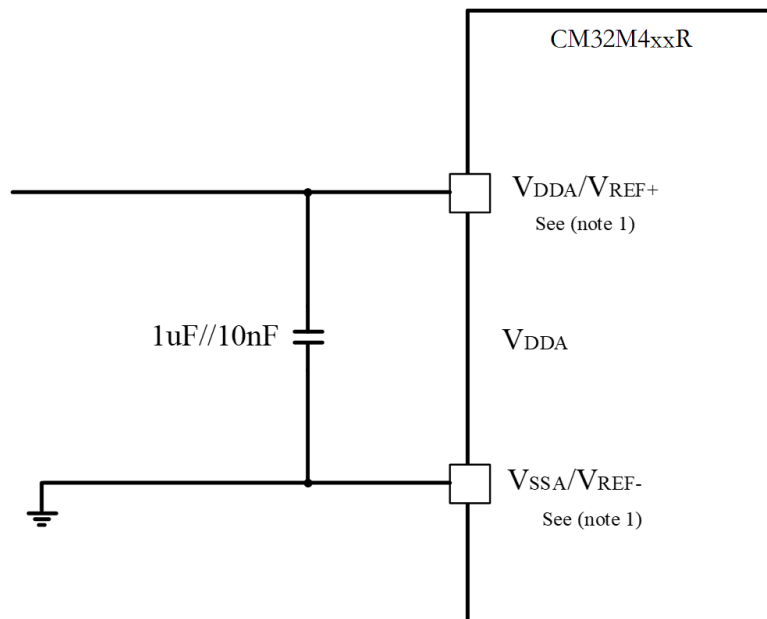 CM32M4xxR
VDDA/VREF+
See (note 1)
1uF//10nF
VDDA
VSSA/VREF-
See (note 1)